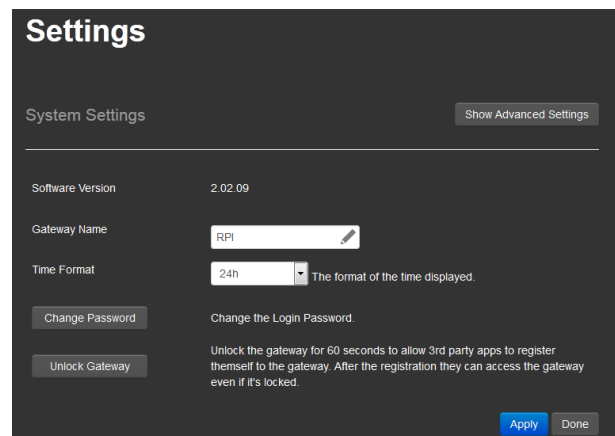 Settings
System Settings
Show Advanced Settings
Software Version
2.02.09
Gateway Name
RPI
Time Format
24h
The format of the time displayed.
Change Password
Change the Login Password.
Unlock Gateway
Unlock the gateway for 60 seconds to allow 3rd party apps to register
themself to the gateway. After the registration they can access the gateway
even if it's locked.
Apply
Done